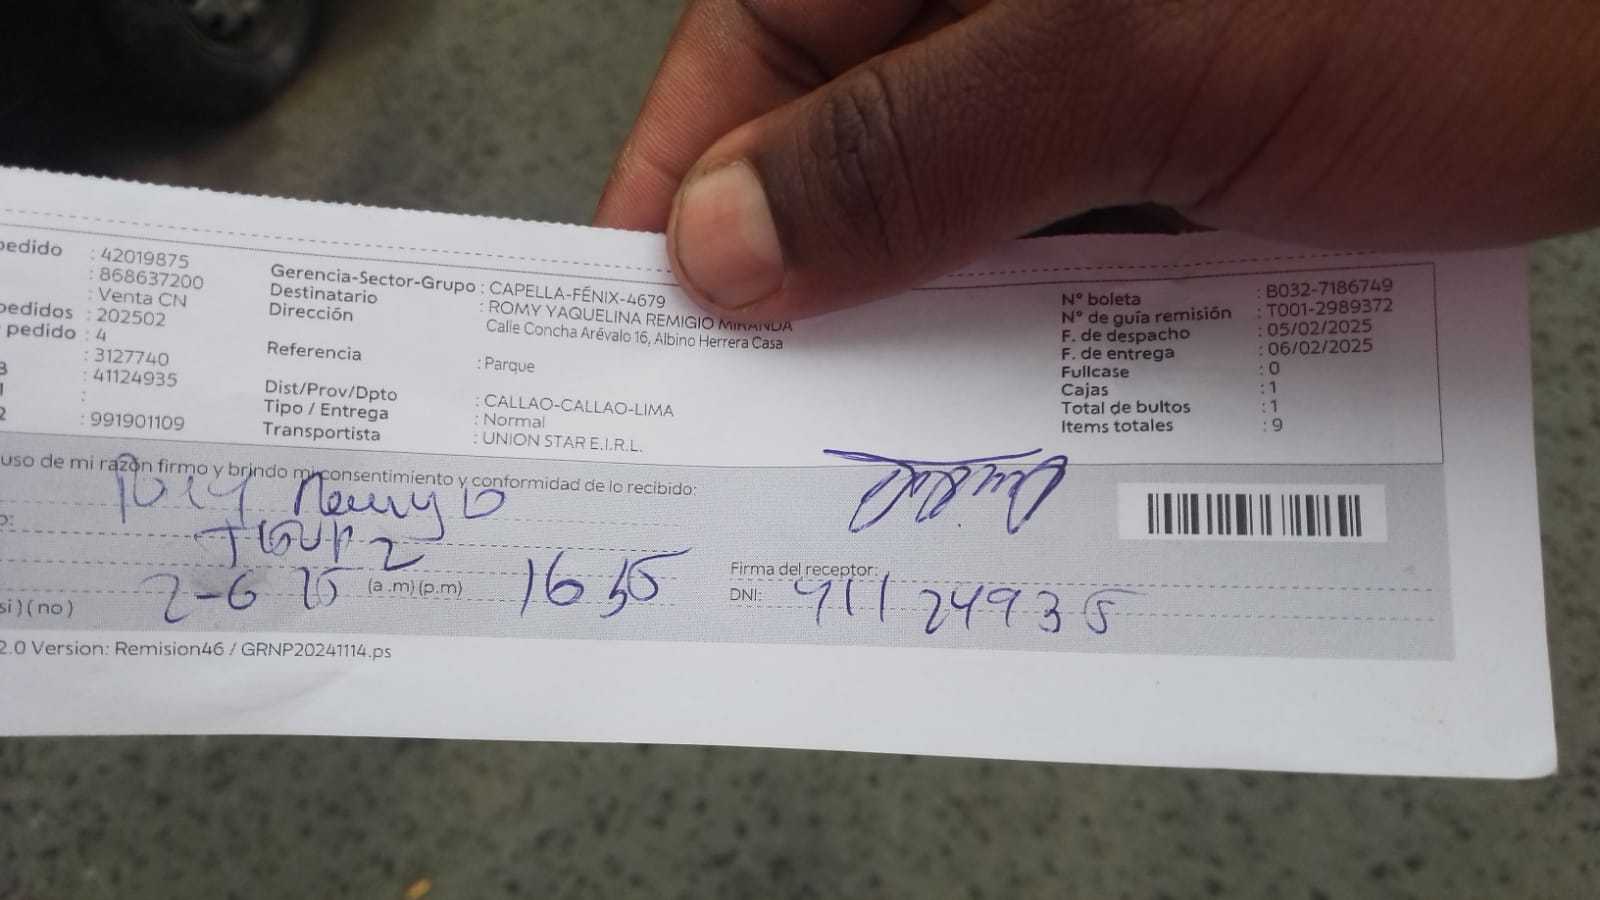 pedido : 42019875
: 868637200
: Venta CN
pedidos : 202502
pedido : 4
: 3127740
: 41124935
:
2 : 991901109
Gerencia-Sector-Grupo : CAPELLA-FÉNIX-4679
Destinatario : ROMY YAQUELINA REMIGIO MIRANDA
Dirección Calle Concha Arévalo 16, Albino Herrera Casa
Referencia : Parque
Dist/Prov/Dpto : CALLAO-CALLAO-LIMA
Tipo / Entrega : Normal
Transportista : UNION STAR E.I.R.L.
N° boleta : B032-7186749
N° de guía remisión : T001-2989372
F. de despacho : 05/02/2025
F. de entrega : 06/02/2025
Fullcase : 0
Cajas : 1
Total de bultos : 1
Items totales : 9
uso de mi razón firmo y brindo mi consentimiento y conformidad de lo recibido:
2-6 25 (a .m) (p.m) 16 35
Firma del receptor:
DNI: 41124935
si ) ( no )
2.0 Version: Remision46 / GRNP20241114.ps